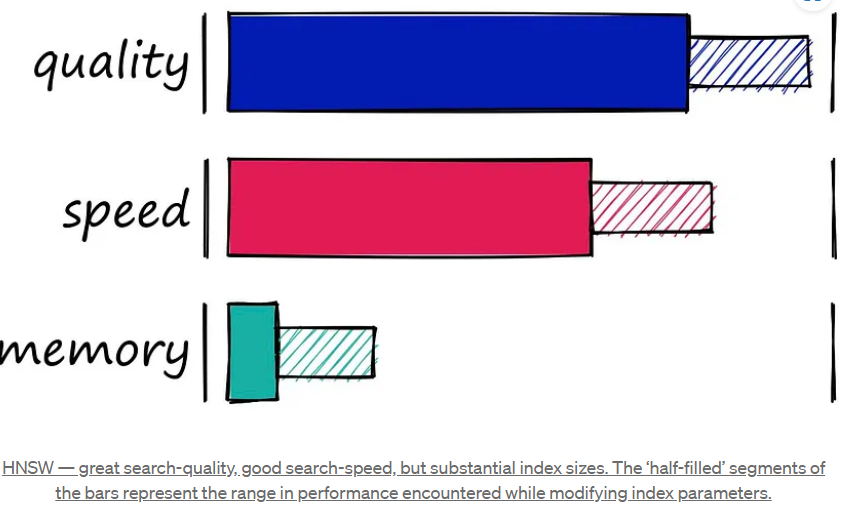 quality
speed
memory
HNSW — great search-quality, good search-speed, but substantial index sizes. The ‘half-filled’ segments of
the bars represent the range in performance encountered while modifying index parameters.